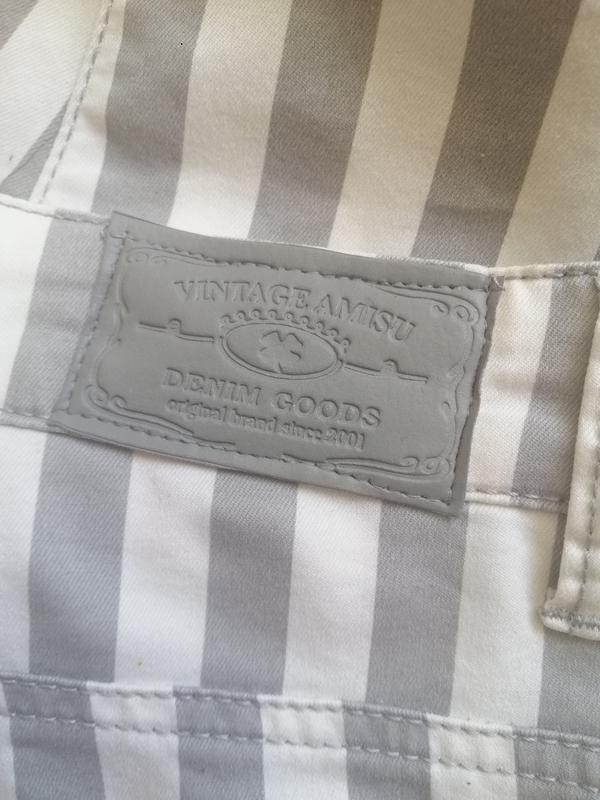 VINTAGE AMISU
DENIM GOODS
original brand since 2001